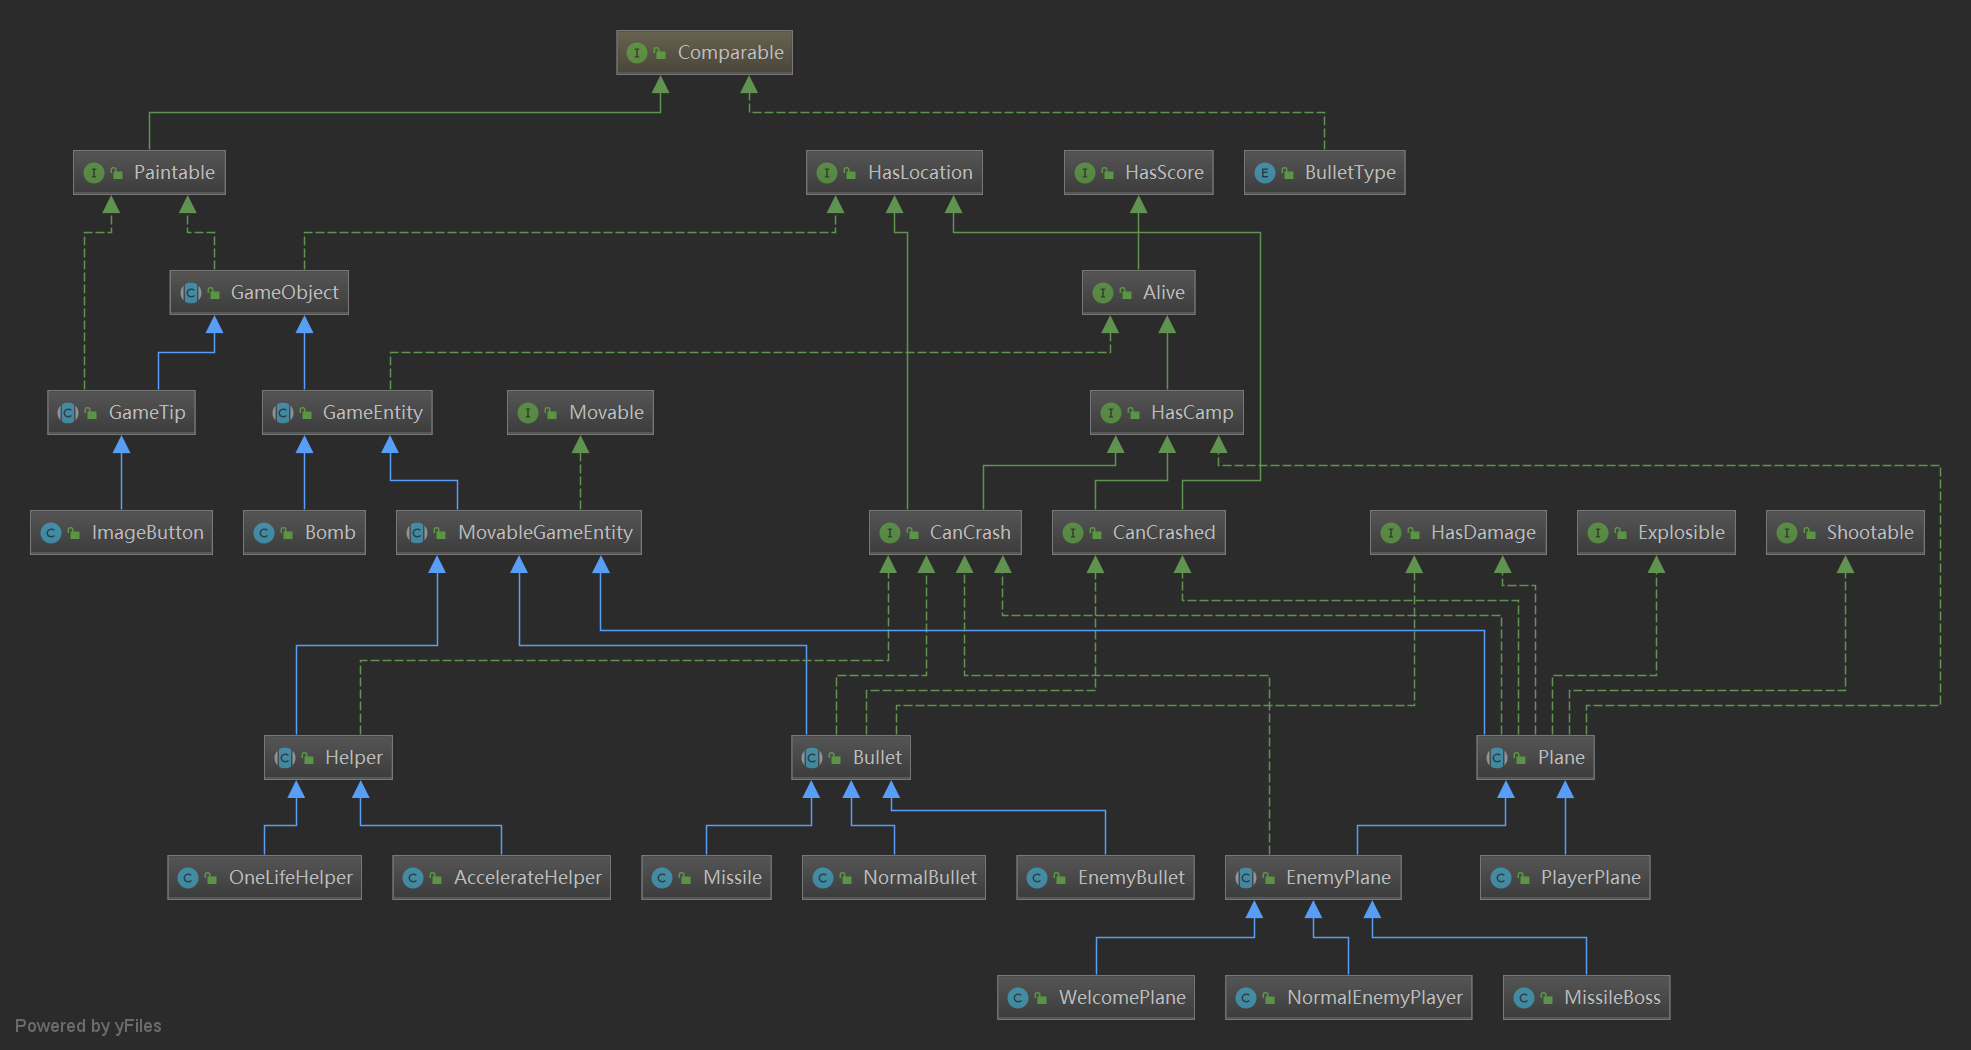 Comparable
Paintable
HasLocation
HasScore
BulletType
GameObject
Alive
GameTip
GameEntity
Movable
HasCamp
ImageButton
Bomb
MovableGameEntity
CanCrash
CanCrashed
HasDamage
Explosible
Shootable
Helper
Bullet
Plane
OneLifeHelper
AccelerateHelper
Missile
NormalBullet
EnemyBullet
EnemyPlane
PlayerPlane
WelcomePlane
NormalEnemyPlayer
MissileBoss
Powered by yFiles